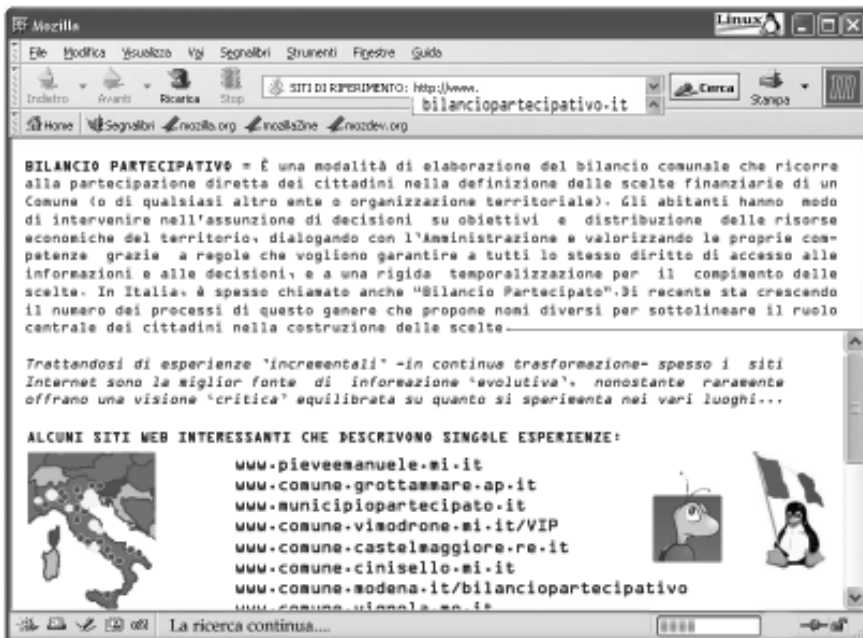 Mozilla
Linux
File Modifica Visualizza Vai Segnalibri Strumenti Finestre Guida
Indietro Avanti Ricarica Stop
SITI DI RIFERIMENTO: http://www.
bilanciopartecipativo.it
Cerca
Stampa
Home Segnalibri mozilla.org mozillaZine mozdev.org
BILANCIO PARTECIPATIVO = È una modalità di elaborazione del bilancio comunale che ricorre
alla partecipazione diretta dei cittadini nella definizione delle scelte finanziarie di un
Comune (o di qualsiasi altro ente o organizzazione territoriale). Gli abitanti hanno modo
di intervenire nell'assunzione di decisioni su obiettivi e distribuzione delle risorse
economiche del territorio, dialogando con l'Amministrazione e valorizzando le proprie com-
petenze grazie a regole che vogliono garantire a tutti lo stesso diritto di accesso alle
informazioni e alle decisioni, e a una rigida temporalizzazione per il compimento delle
scelte. In Italia, è spesso chiamato anche "Bilancio Partecipato".Di recente sta crescendo
il numero dei processi di questo genere che propone nomi diversi per sottolineare il ruolo
centrale dei cittadini nella costruzione delle scelte.
Trattandosi di esperienze 'incrementali' -in continua trasformazione- spesso i siti
Internet sono la miglior fonte di informazione 'evolutiva', nonostante raramente
offrano una visione 'critica' equilibrata su quanto si sperimenta nei vari luoghi...
ALCUNI SITI WEB INTERESSANTI CHE DESCRIVONO SINGOLE ESPERIENZE:
www.pieveemanuele.mi.it
www.comune.grottammare.ap.it
www.municipiopartecipato.it
www.comune.vimodrone.mi.it/VIP
www.comune.castelmaggiore.re.it
www.comune.cinisello.mi.it
www.comune.modena.it/bilanciopartecipativo
www.comune.vignola.mo.it
La ricerca continua....